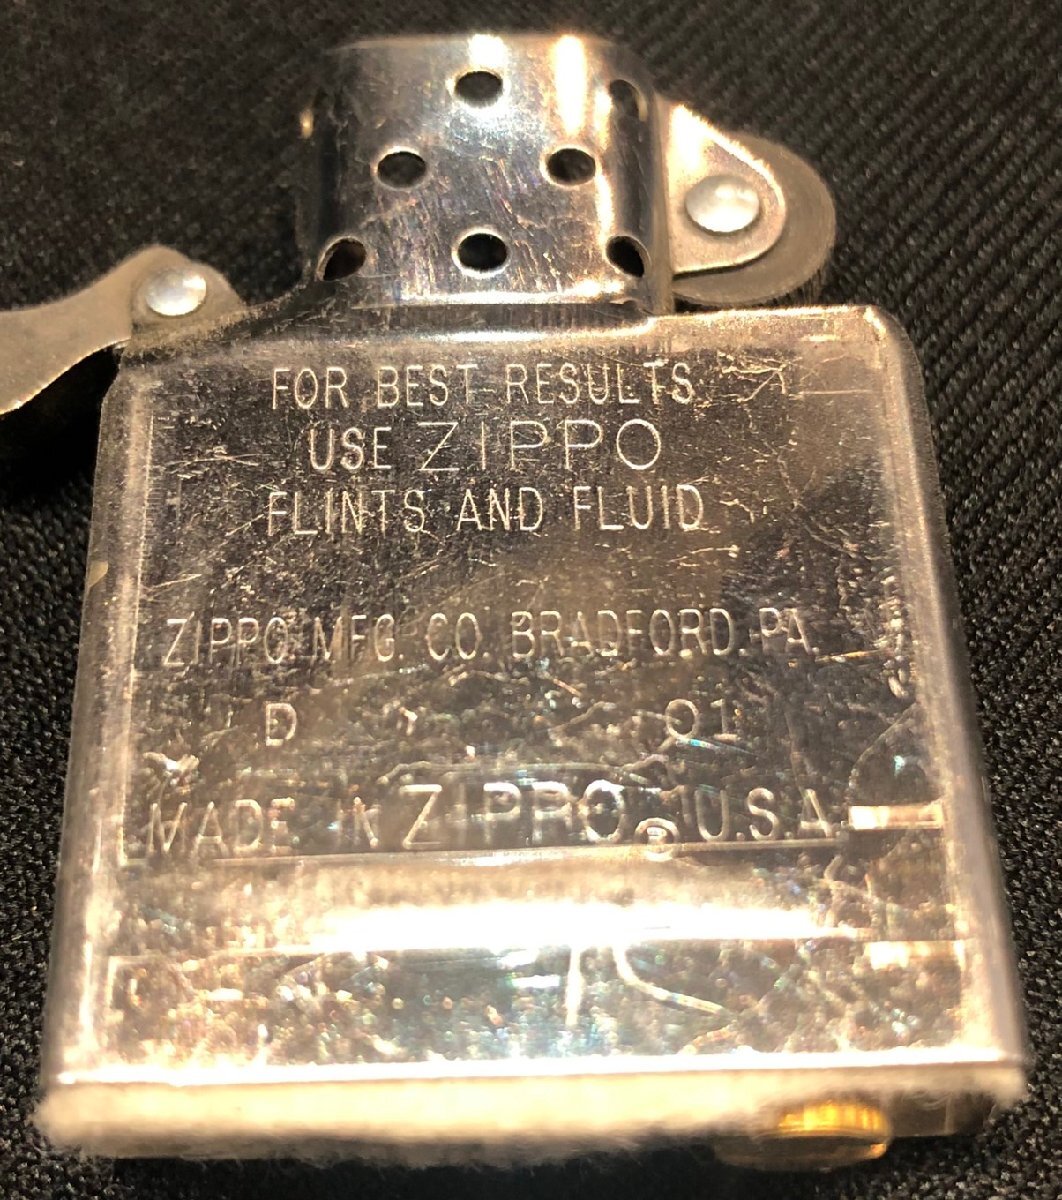 FOR BEST RESULTS
USE ZIPPO
FLINTS AND FLUID
ZIPPO MFG. CO. BRADFORD. PA.
D 01
MADE IN ZIPPO® U.S.A.